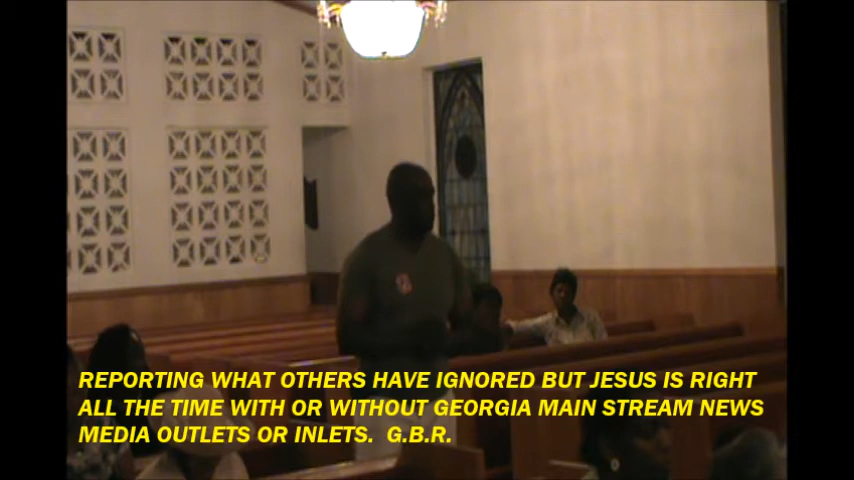 REPORTING WHAT OTHERS HAVE IGNORED BUT JESUS IS RIGHT
ALL THE TIME WITH OR WITHOUT GEORGIA MAIN STREAM NEWS
MEDIA OUTLETS OR INLETS. G.B.R.